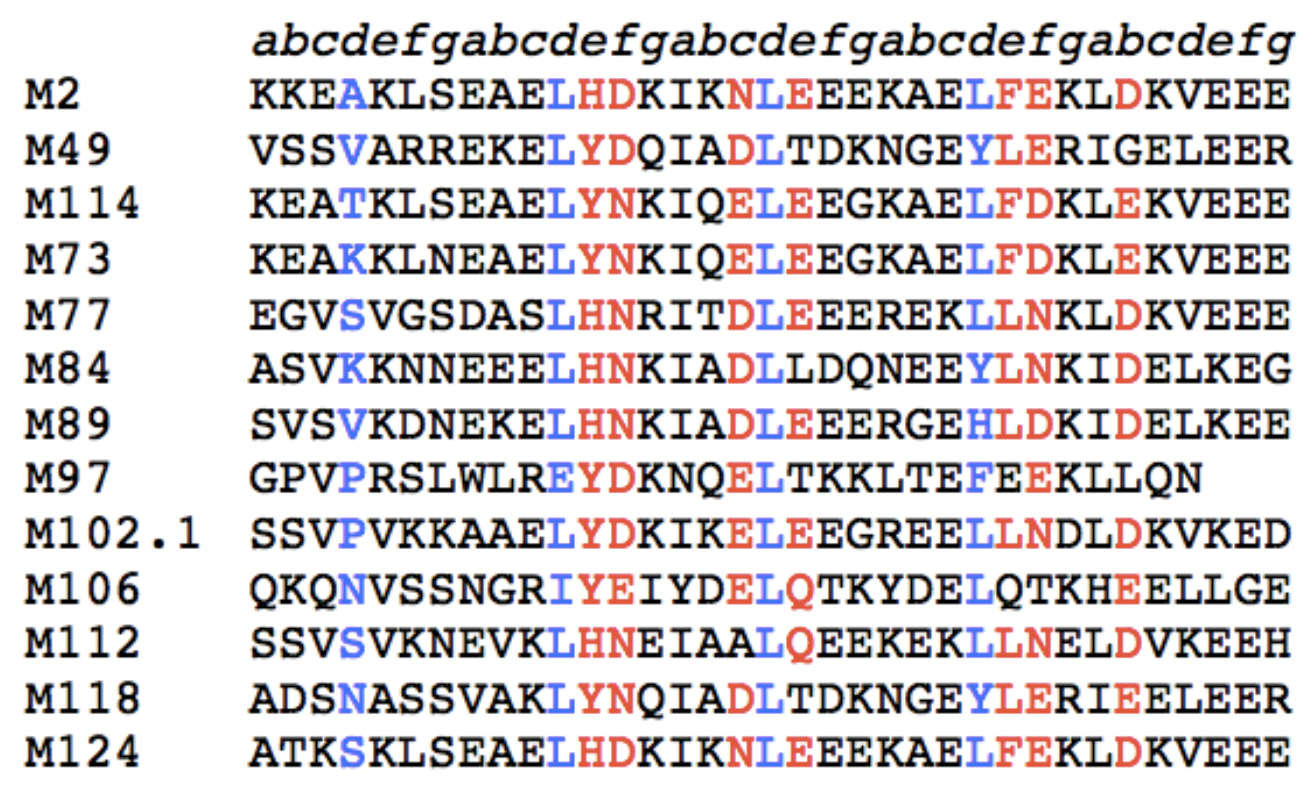 abcdefgabcdefgabcdefgabcdefgabcdefg
M2 KKEAKLSEAELHDKIKNLEEEKAELFEKLDKVEEE
M49 VSSVARREKELYDQIADLTDKNGEYLERIGELEER
M114 KEATKLSEAELYNKIQELEEGKAELFDKLEKVEEE
M73 KEAKKLNEAELYNKIQELEEGKAELFDKLEKVEEE
M77 EGVSVGSDASLHNRITDLEEEREKLLNKLDKVEEE
M84 ASVKKNNEEELHNKIADLLDQNEEYLNKIDELKEG
M89 SVSVKDNEKELHNKIADLEEERGEHLDKIDELKEE
M97 GPVPRSLWLREYDKNQELTKKLTEFEEKLLQN
M102.1 SSVPVKKAAELYDKIKELEEGREELLNDLDKVKED
M106 QKQNVSSNGRIYEIYDELQTKYDELQTKHEELLGE
M112 SSVSVKNEVKLHNEIAALQEEKEKLLNELDVKEEH
M118 ADSNASSVAKLYNQIADLTDKNGEYLERIEELEER
M124 ATKSKLSEAELHDKIKNLEEEKAELFEKLDKVEEE